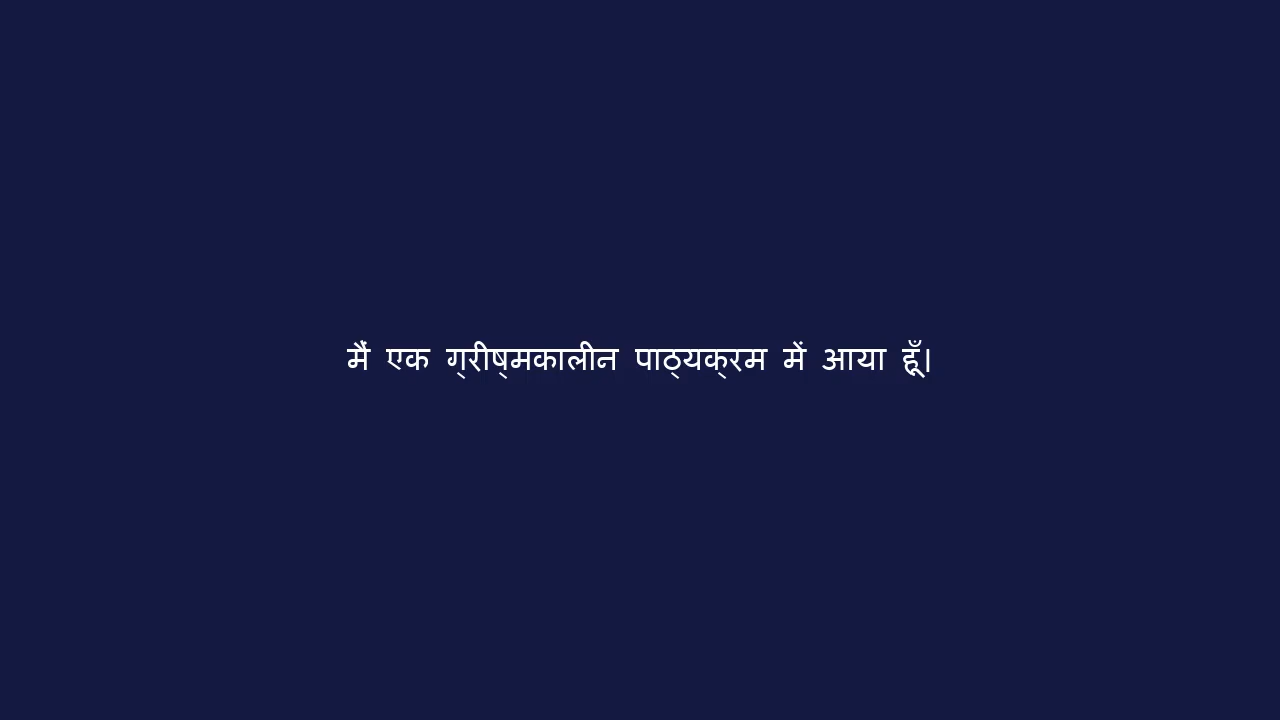 मैं एक ग्रीष्मकालीन पाठ्यक्रम में आया हूँ।